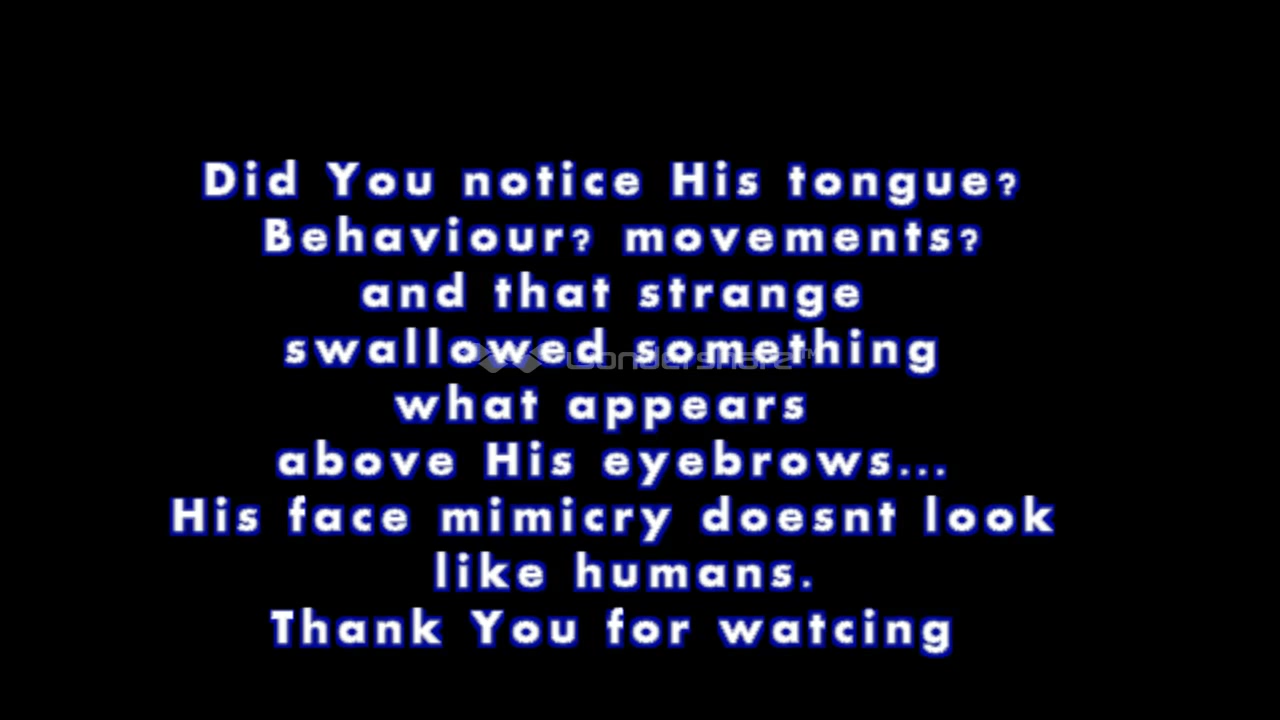 Did You notice His tongue?
Behaviour? movements?
and that strange
swallowed something
wondershare™
what appears
above His eyebrows...
His face mimicry doesnt look
like humans.
Thank You for watcing